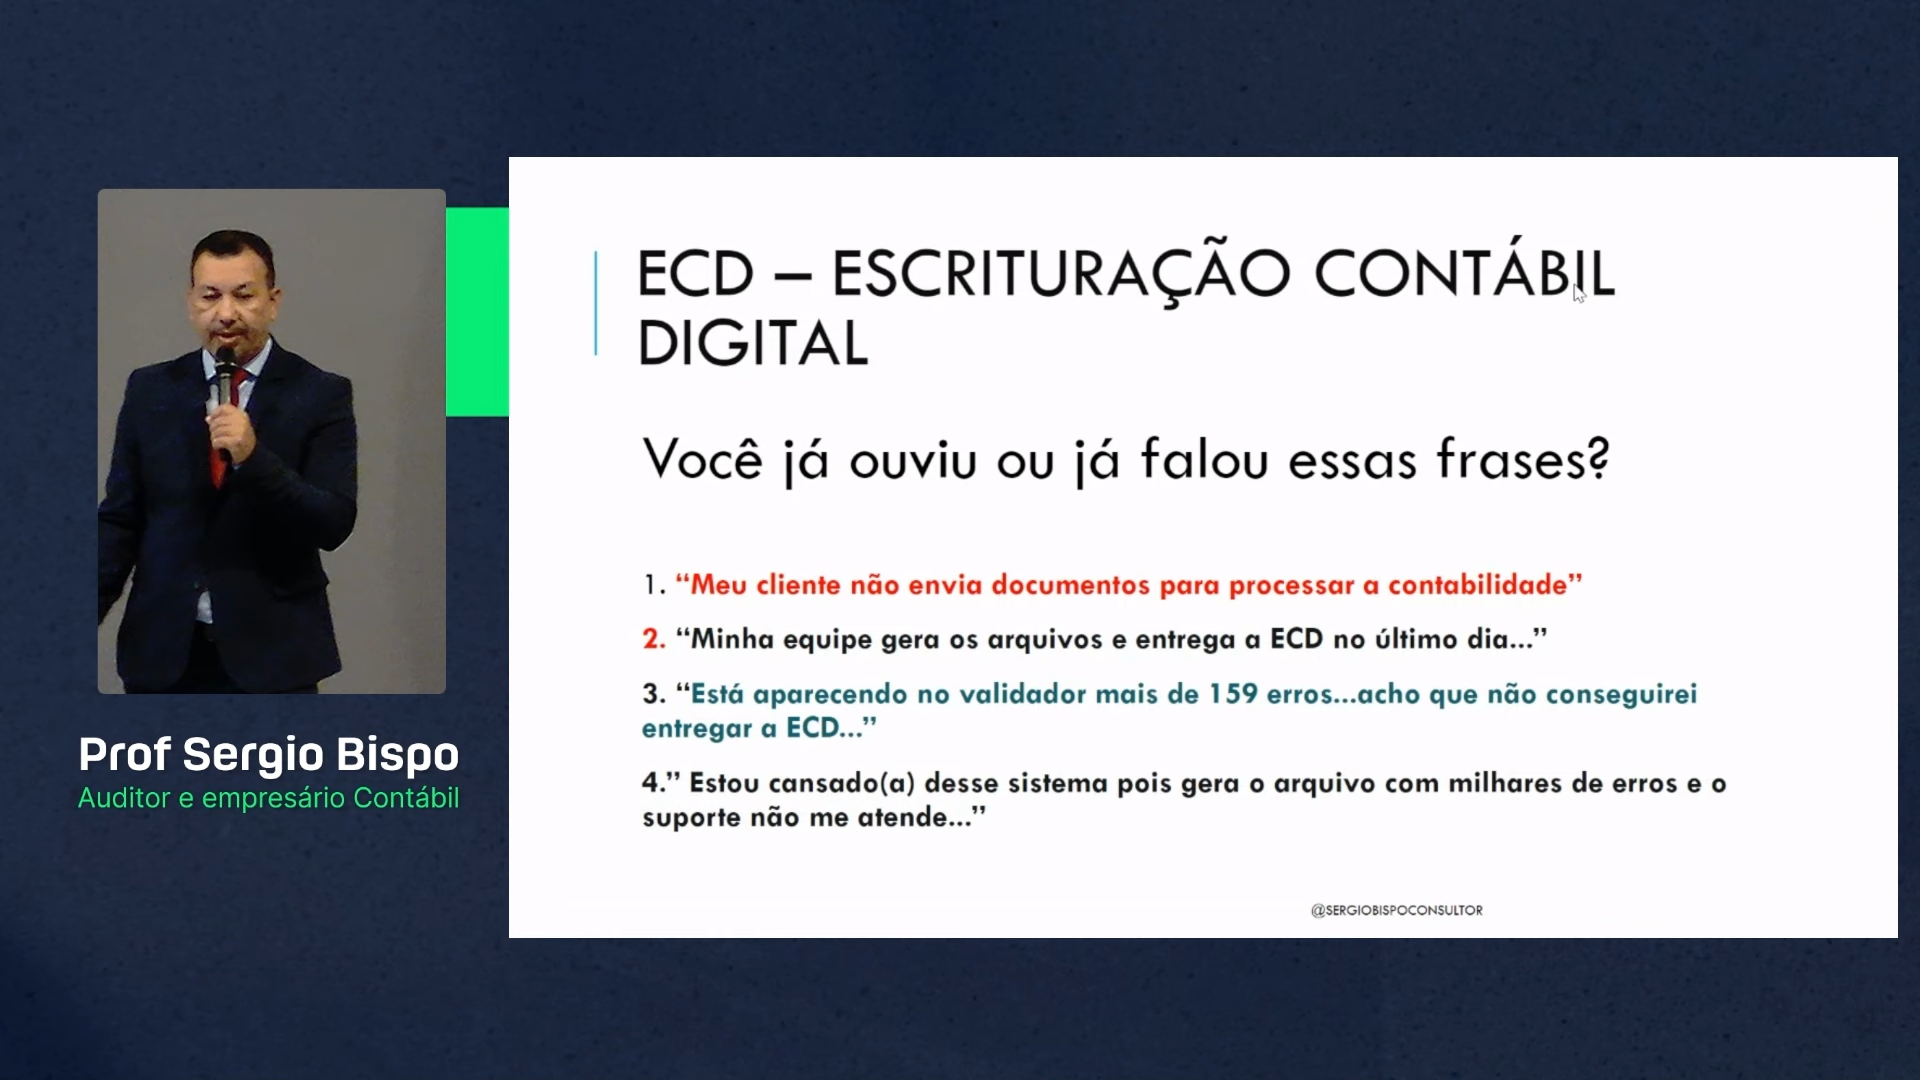 ECD – ESCRITURAÇÃO CONTÁBIL
DIGITAL
Você já ouviu ou já falou essas frases?
1. “Meu cliente não envia documentos para processar a contabilidade”
2. “Minha equipe gera os arquivos e entrega a ECD no último dia...”
3. “Está aparecendo no validador mais de 159 erros...acho que não conseguirei
entregar a ECD...”
4.” Estou cansado(a) desse sistema pois gera o arquivo com milhares de erros e o
suporte não me atende...”
@SERGIOBISPOCONSULTOR
Prof Sergio Bispo
Auditor e empresário Contábil